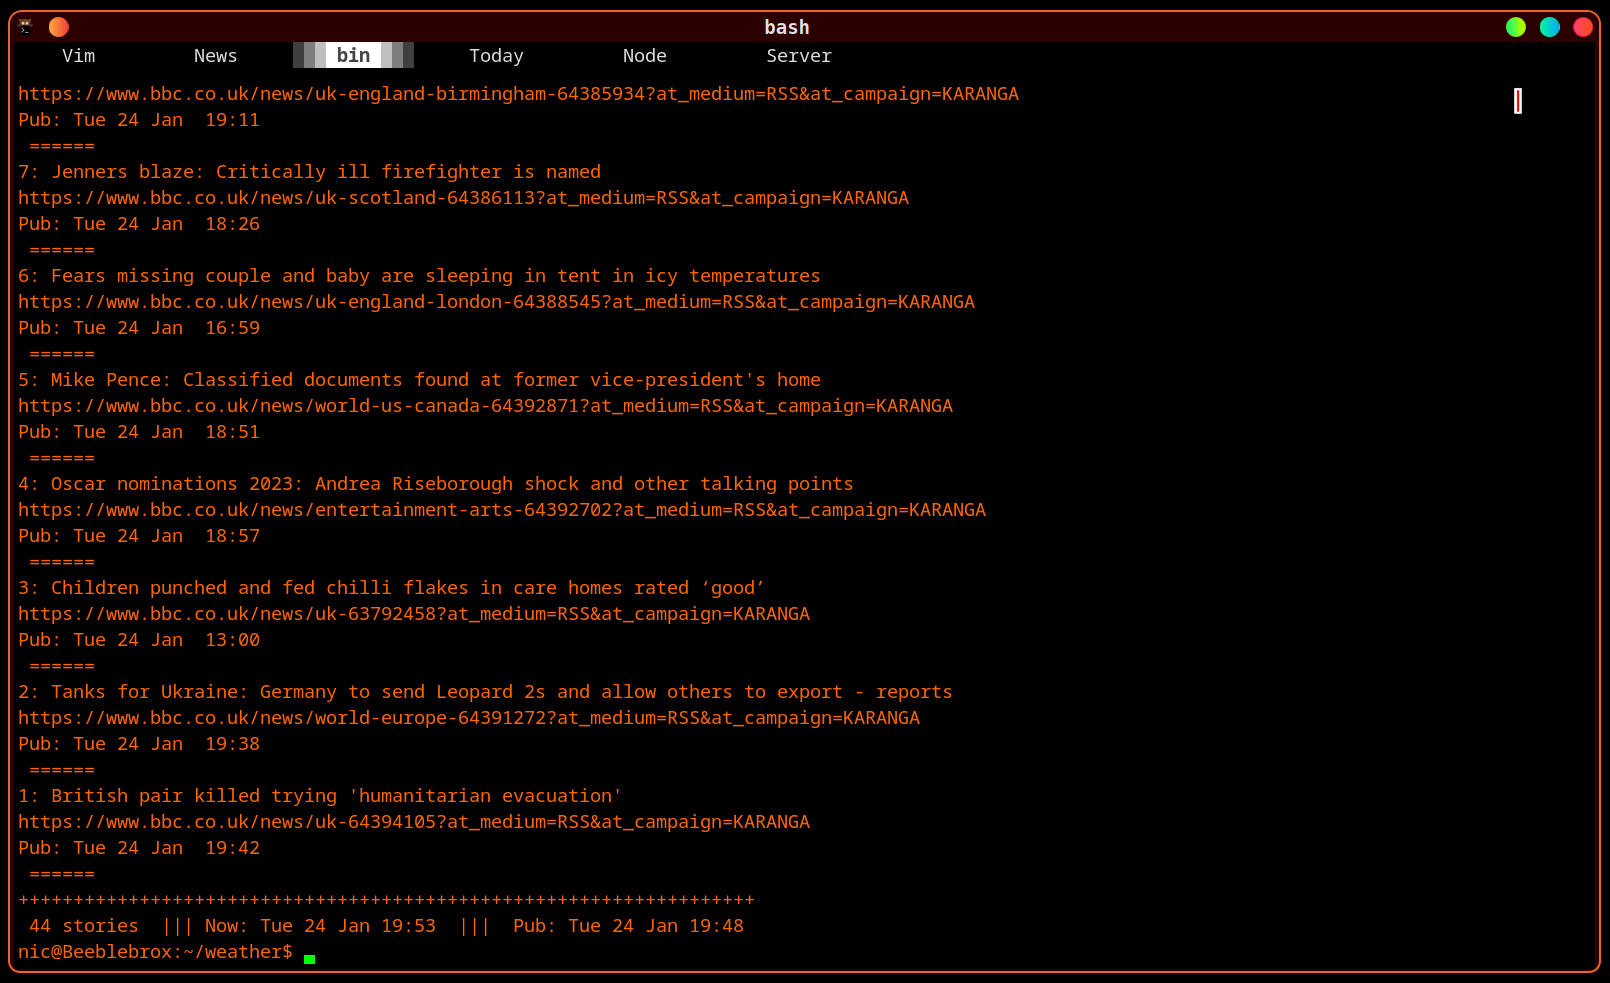 bash
Vim News bin Today Node Server
https://www.bbc.co.uk/news/uk-england-birmingham-64385934?at_medium=RSS&at_campaign=KARANGA
Pub: Tue 24 Jan  19:11
 ======
7: Jenners blaze: Critically ill firefighter is named
https://www.bbc.co.uk/news/uk-scotland-64386113?at_medium=RSS&at_campaign=KARANGA
Pub: Tue 24 Jan  18:26
 ======
6: Fears missing couple and baby are sleeping in tent in icy temperatures
https://www.bbc.co.uk/news/uk-england-london-64388545?at_medium=RSS&at_campaign=KARANGA
Pub: Tue 24 Jan  16:59
 ======
5: Mike Pence: Classified documents found at former vice-president's home
https://www.bbc.co.uk/news/world-us-canada-64392871?at_medium=RSS&at_campaign=KARANGA
Pub: Tue 24 Jan  18:51
 ======
4: Oscar nominations 2023: Andrea Riseborough shock and other talking points
https://www.bbc.co.uk/news/entertainment-arts-64392702?at_medium=RSS&at_campaign=KARANGA
Pub: Tue 24 Jan  18:57
 ======
3: Children punched and fed chilli flakes in care homes rated ‘good’
https://www.bbc.co.uk/news/uk-63792458?at_medium=RSS&at_campaign=KARANGA
Pub: Tue 24 Jan  13:00
 ======
2: Tanks for Ukraine: Germany to send Leopard 2s and allow others to export - reports
https://www.bbc.co.uk/news/world-europe-64391272?at_medium=RSS&at_campaign=KARANGA
Pub: Tue 24 Jan  19:38
 ======
1: British pair killed trying 'humanitarian evacuation'
https://www.bbc.co.uk/news/uk-64394105?at_medium=RSS&at_campaign=KARANGA
Pub: Tue 24 Jan  19:42
 ======
+++++++++++++++++++++++++++++++++++++++++++++++++++++++++++++++++++
 44 stories  ||| Now: Tue 24 Jan 19:53  |||  Pub: Tue 24 Jan 19:48
nic@Beeblebrox:~/weather$